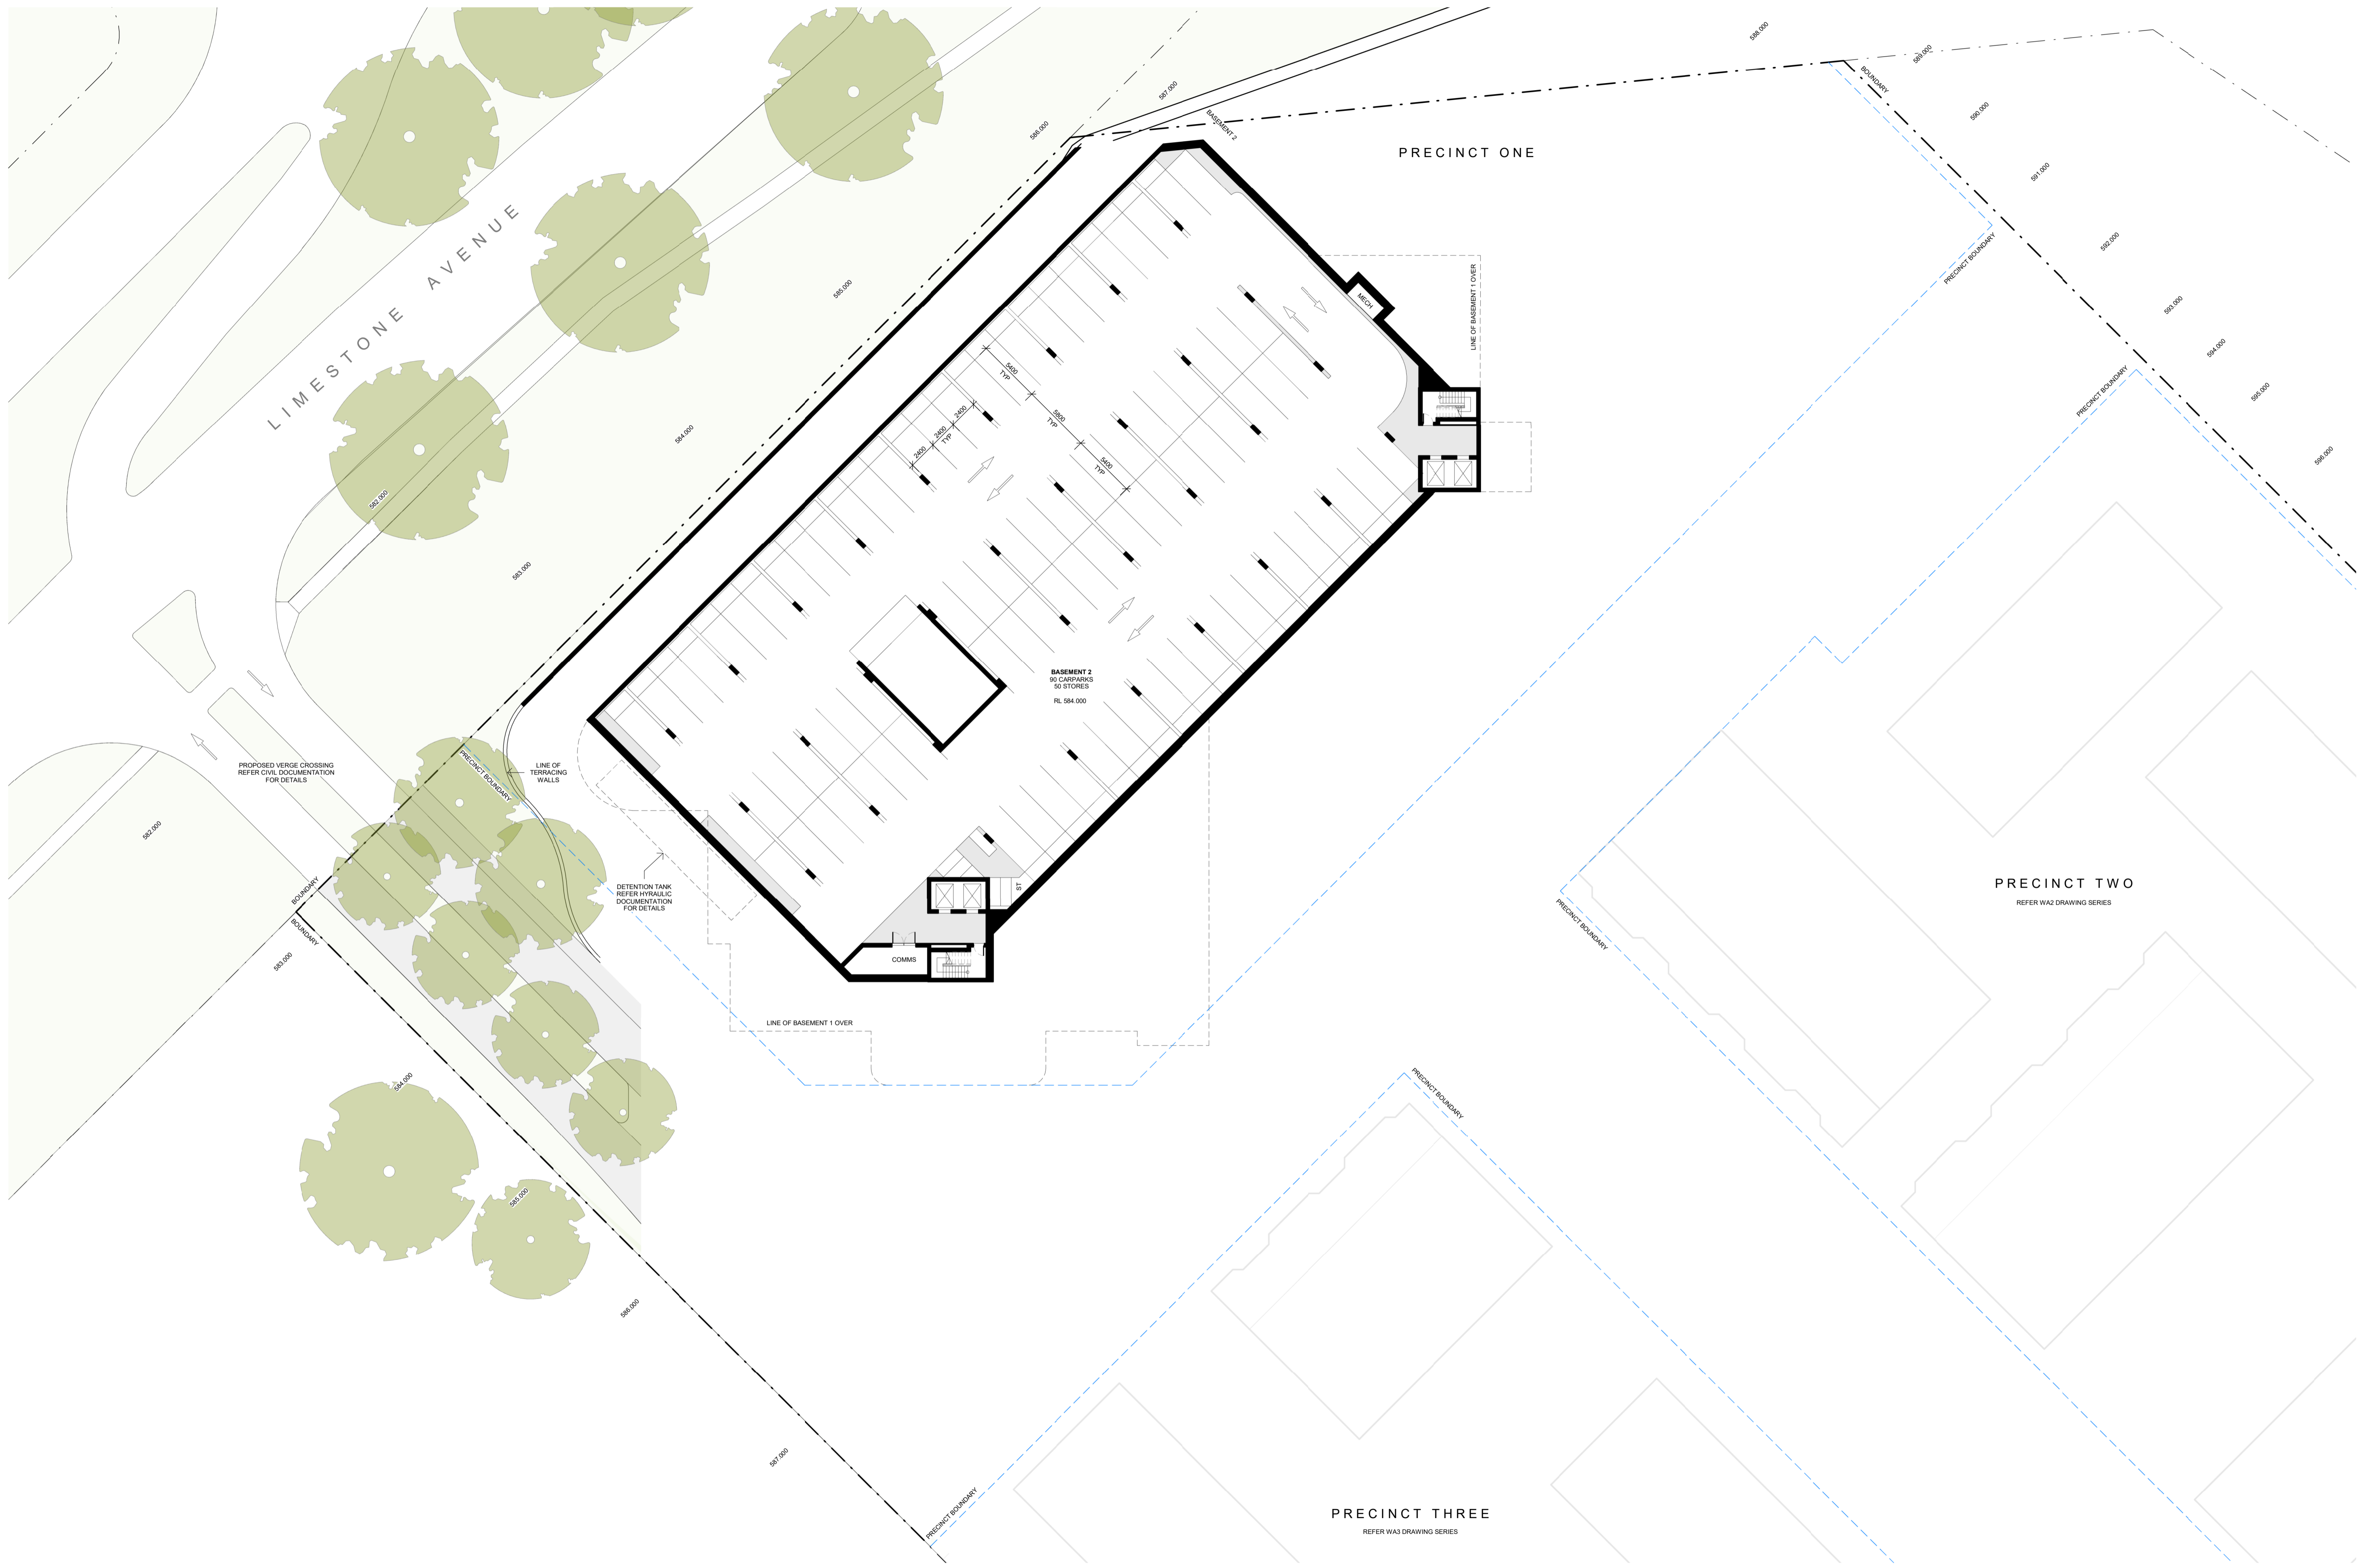 588.000
589.000
BOUNDARY
587.000
590.000
586.000
BASEMENT 2
PRECINCT ONE
591.000
LIMESTONE AVENUE
592.000
PRECINCT BOUNDARY
585.000
MECH
LINE OF BASEMENT 1 OVER
593.000
594.000
595.000
596.000
PRECINCT BOUNDARY
5400
TYP
5800
TYP
5400
TYP
2400
2400
TYP
2400
584.000
582.000
583.000
BASEMENT 2
90 CARPARKS
50 STORES
RL 584.000
PROPOSED VERGE CROSSING
REFER CIVIL DOCUMENTATION
FOR DETAILS
PRECINCT BOUNDARY
LINE OF
TERRACING
WALLS
582.000
DETENTION TANK
REFER HYRAULIC
DOCUMENTATION
FOR DETAILS
ST
BOUNDARY
BOUNDARY
583.000
COMMS
PRECINCT TWO
REFER WA2 DRAWING SERIES
PRECINCT BOUNDARY
LINE OF BASEMENT 1 OVER
584.000
PRECINCT BOUNDARY
585.000
586.000
587.000
PRECINCT BOUNDARY
PRECINCT THREE
REFER WA3 DRAWING SERIES